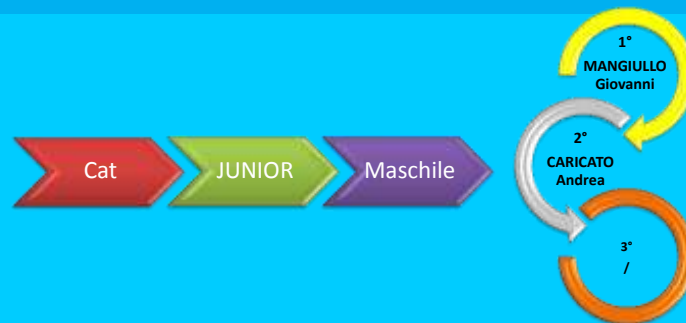 Cat
JUNIOR
Maschile
1°
MANGIULLO
Giovanni
2°
CARICATO
Andrea
3°
/